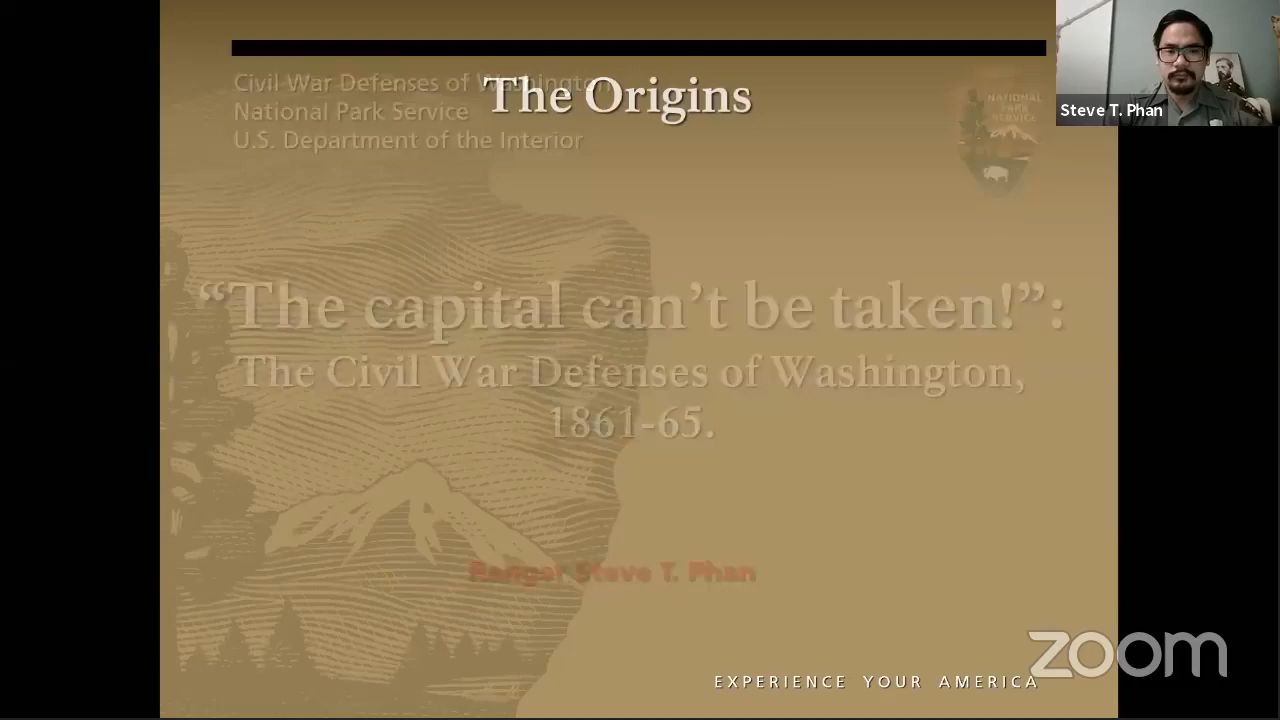 Civil War Defenses of Washington
The Origins
National Park Service
U.S. Department of the Interior
NATIONAL
PARK
SERVICE
Steve T. Phan
“The capital can’t be taken!”:
The Civil War Defenses of Washington,
1861-65.
Ranger Steve T. Phan
zoom
EXPERIENCE YOUR AMERICA